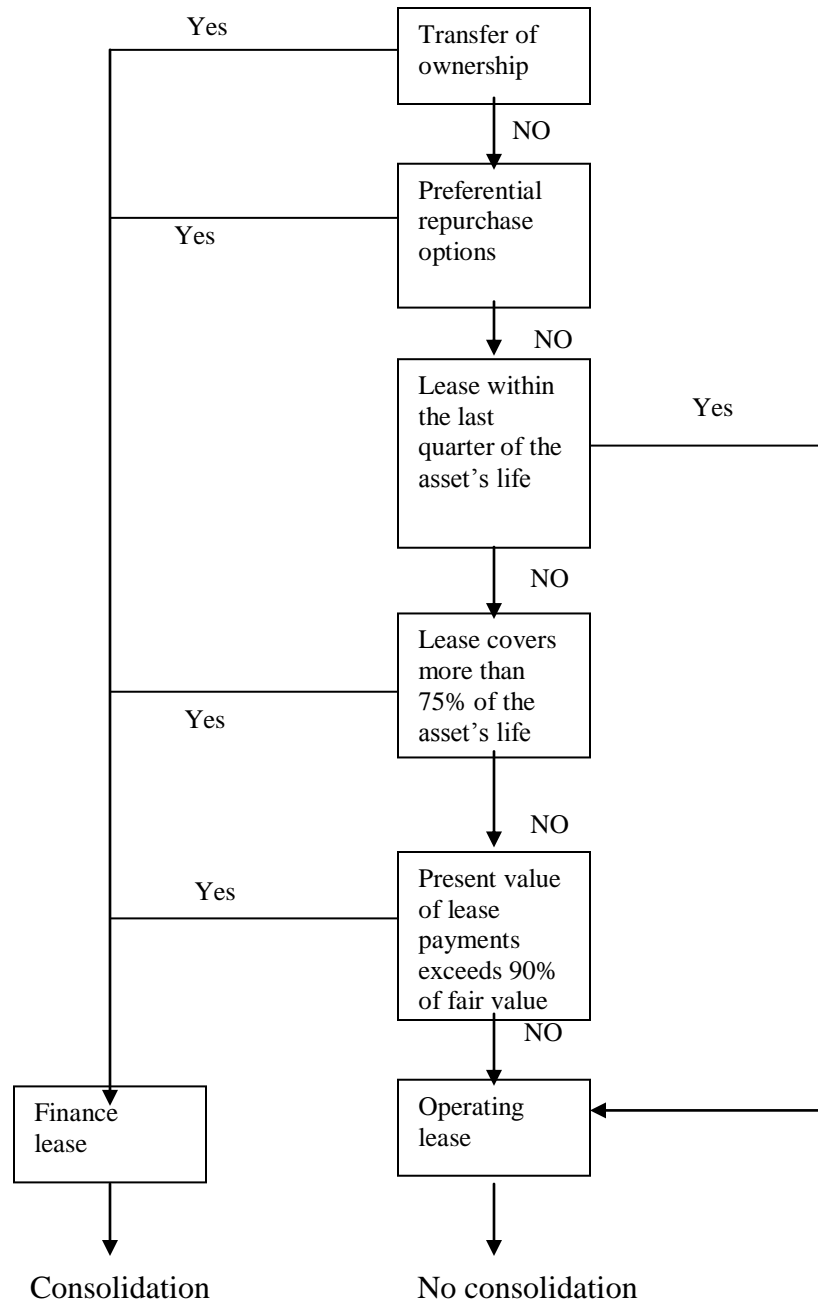 Yes
Transfer of
ownership
NO
Preferential
repurchase
options
Yes
NO
Lease within
the last
quarter of the
asset’s life
Yes
NO
Lease covers
more than
75% of the
asset’s life
Yes
NO
Yes
Present value
of lease
payments
exceeds 90%
of fair value
NO
Finance
lease
Operating
lease
Consolidation
No consolidation